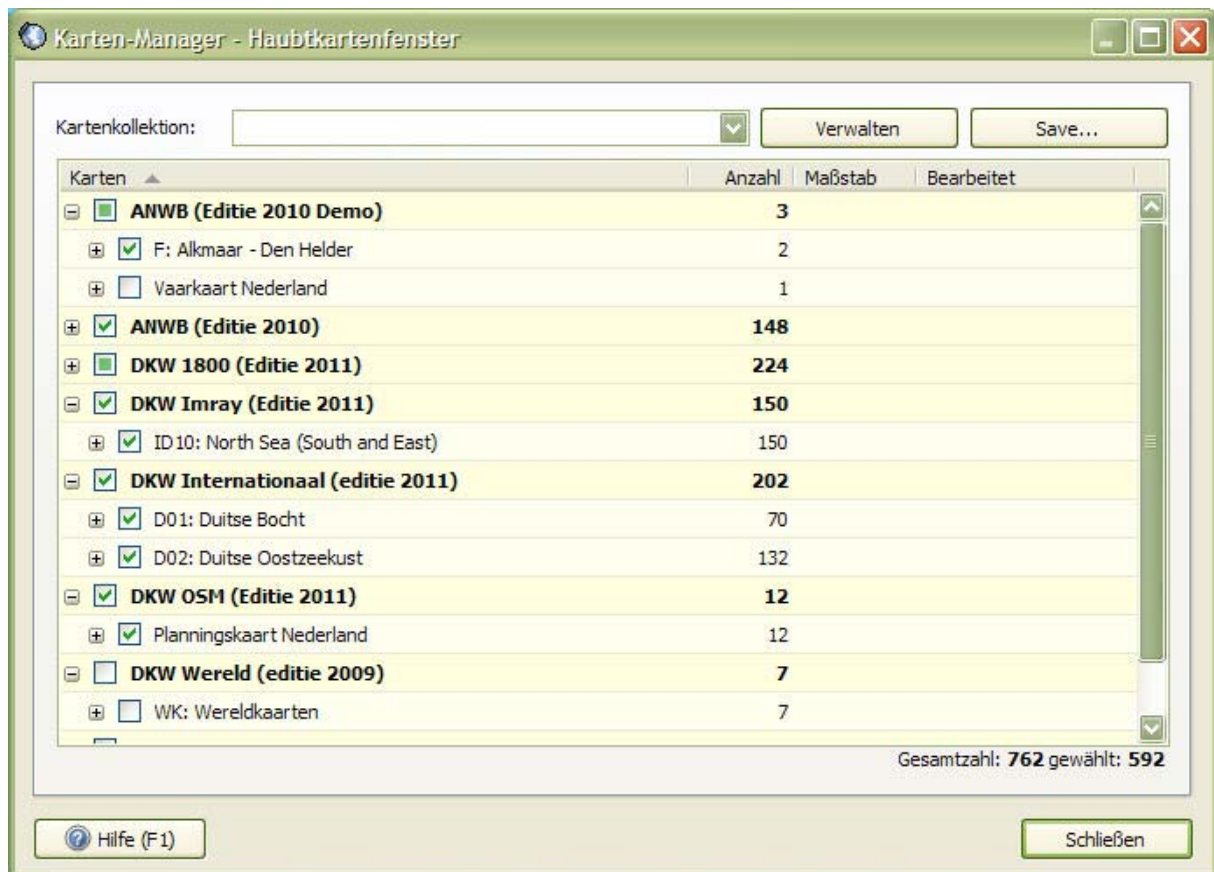 Karten-Manager - Haubtkartenfenster
Kartenkollektion: Verwalten Save...
Karten Anzahl Maßstab Bearbeitet
ANWB (Editie 2010 Demo) 3
F: Alkmaar - Den Helder 2
Vaarkaart Nederland 1
ANWB (Editie 2010) 148
DKW 1800 (Editie 2011) 224
DKW Imray (Editie 2011) 150
ID10: North Sea (South and East) 150
DKW Internationaal (editie 2011) 202
D01: Duitse Bocht 70
D02: Duitse Oostzeekust 132
DKW OSM (Editie 2011) 12
Planningskaart Nederland 12
DKW Wereld (editie 2009) 7
WK: Wereldkaarten 7
Gesamtzahl: 762 gewählt: 592
Hilfe (F1) Schließen